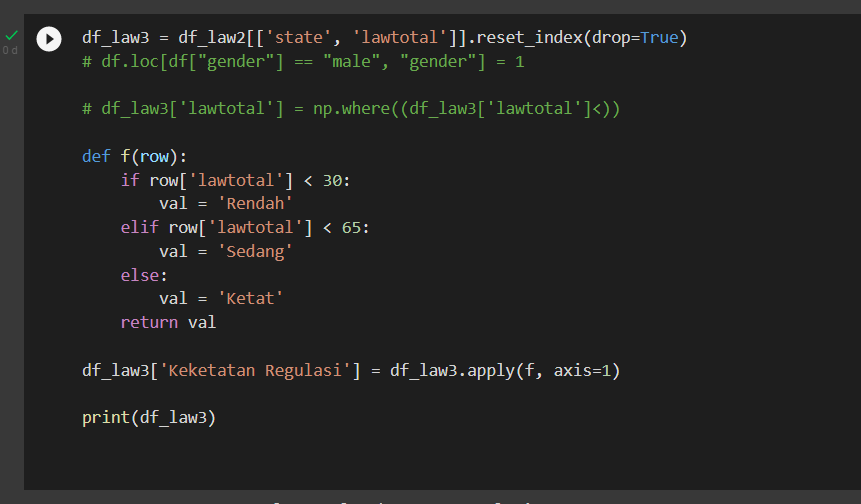 df_law3 = df_law2[['state', 'lawtotal']].reset_index(drop=True)
# df.loc[df["gender"] == "male", "gender"] = 1
# df_law3['lawtotal'] = np.where((df_law3['lawtotal']<))
def f(row):
    if row['lawtotal'] < 30:
        val = 'Rendah'
    elif row['lawtotal'] < 65:
        val = 'Sedang'
    else:
        val = 'Ketat'
    return val
df_law3['Keketatan Regulasi'] = df_law3.apply(f, axis=1)
print(df_law3)
0 d